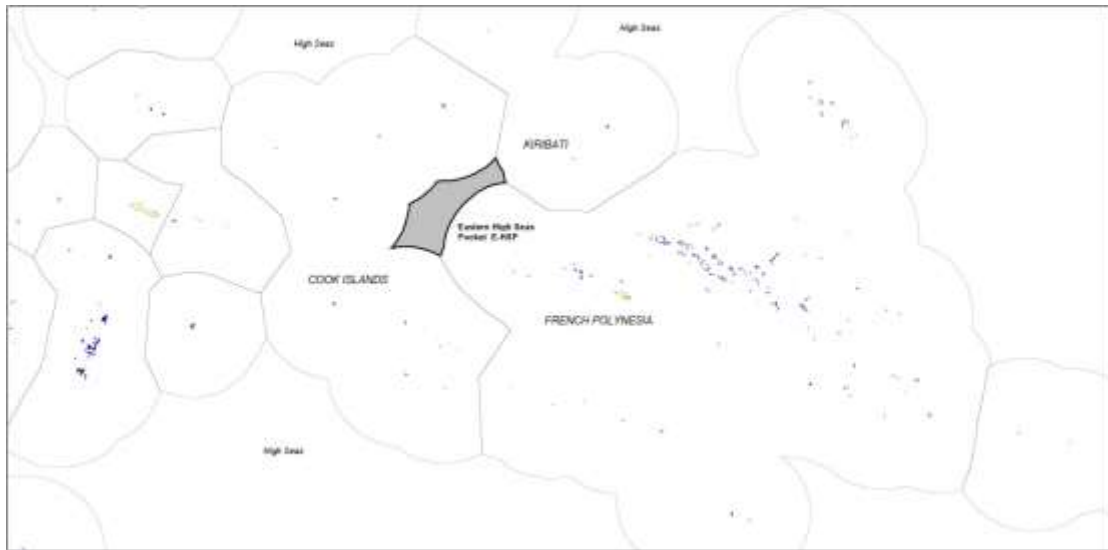 High Seas
High Seas
KIRIBATI
Eastern High Seas
Pocket E-HSP
COOK ISLANDS
FRENCH POLYNESIA
High Seas